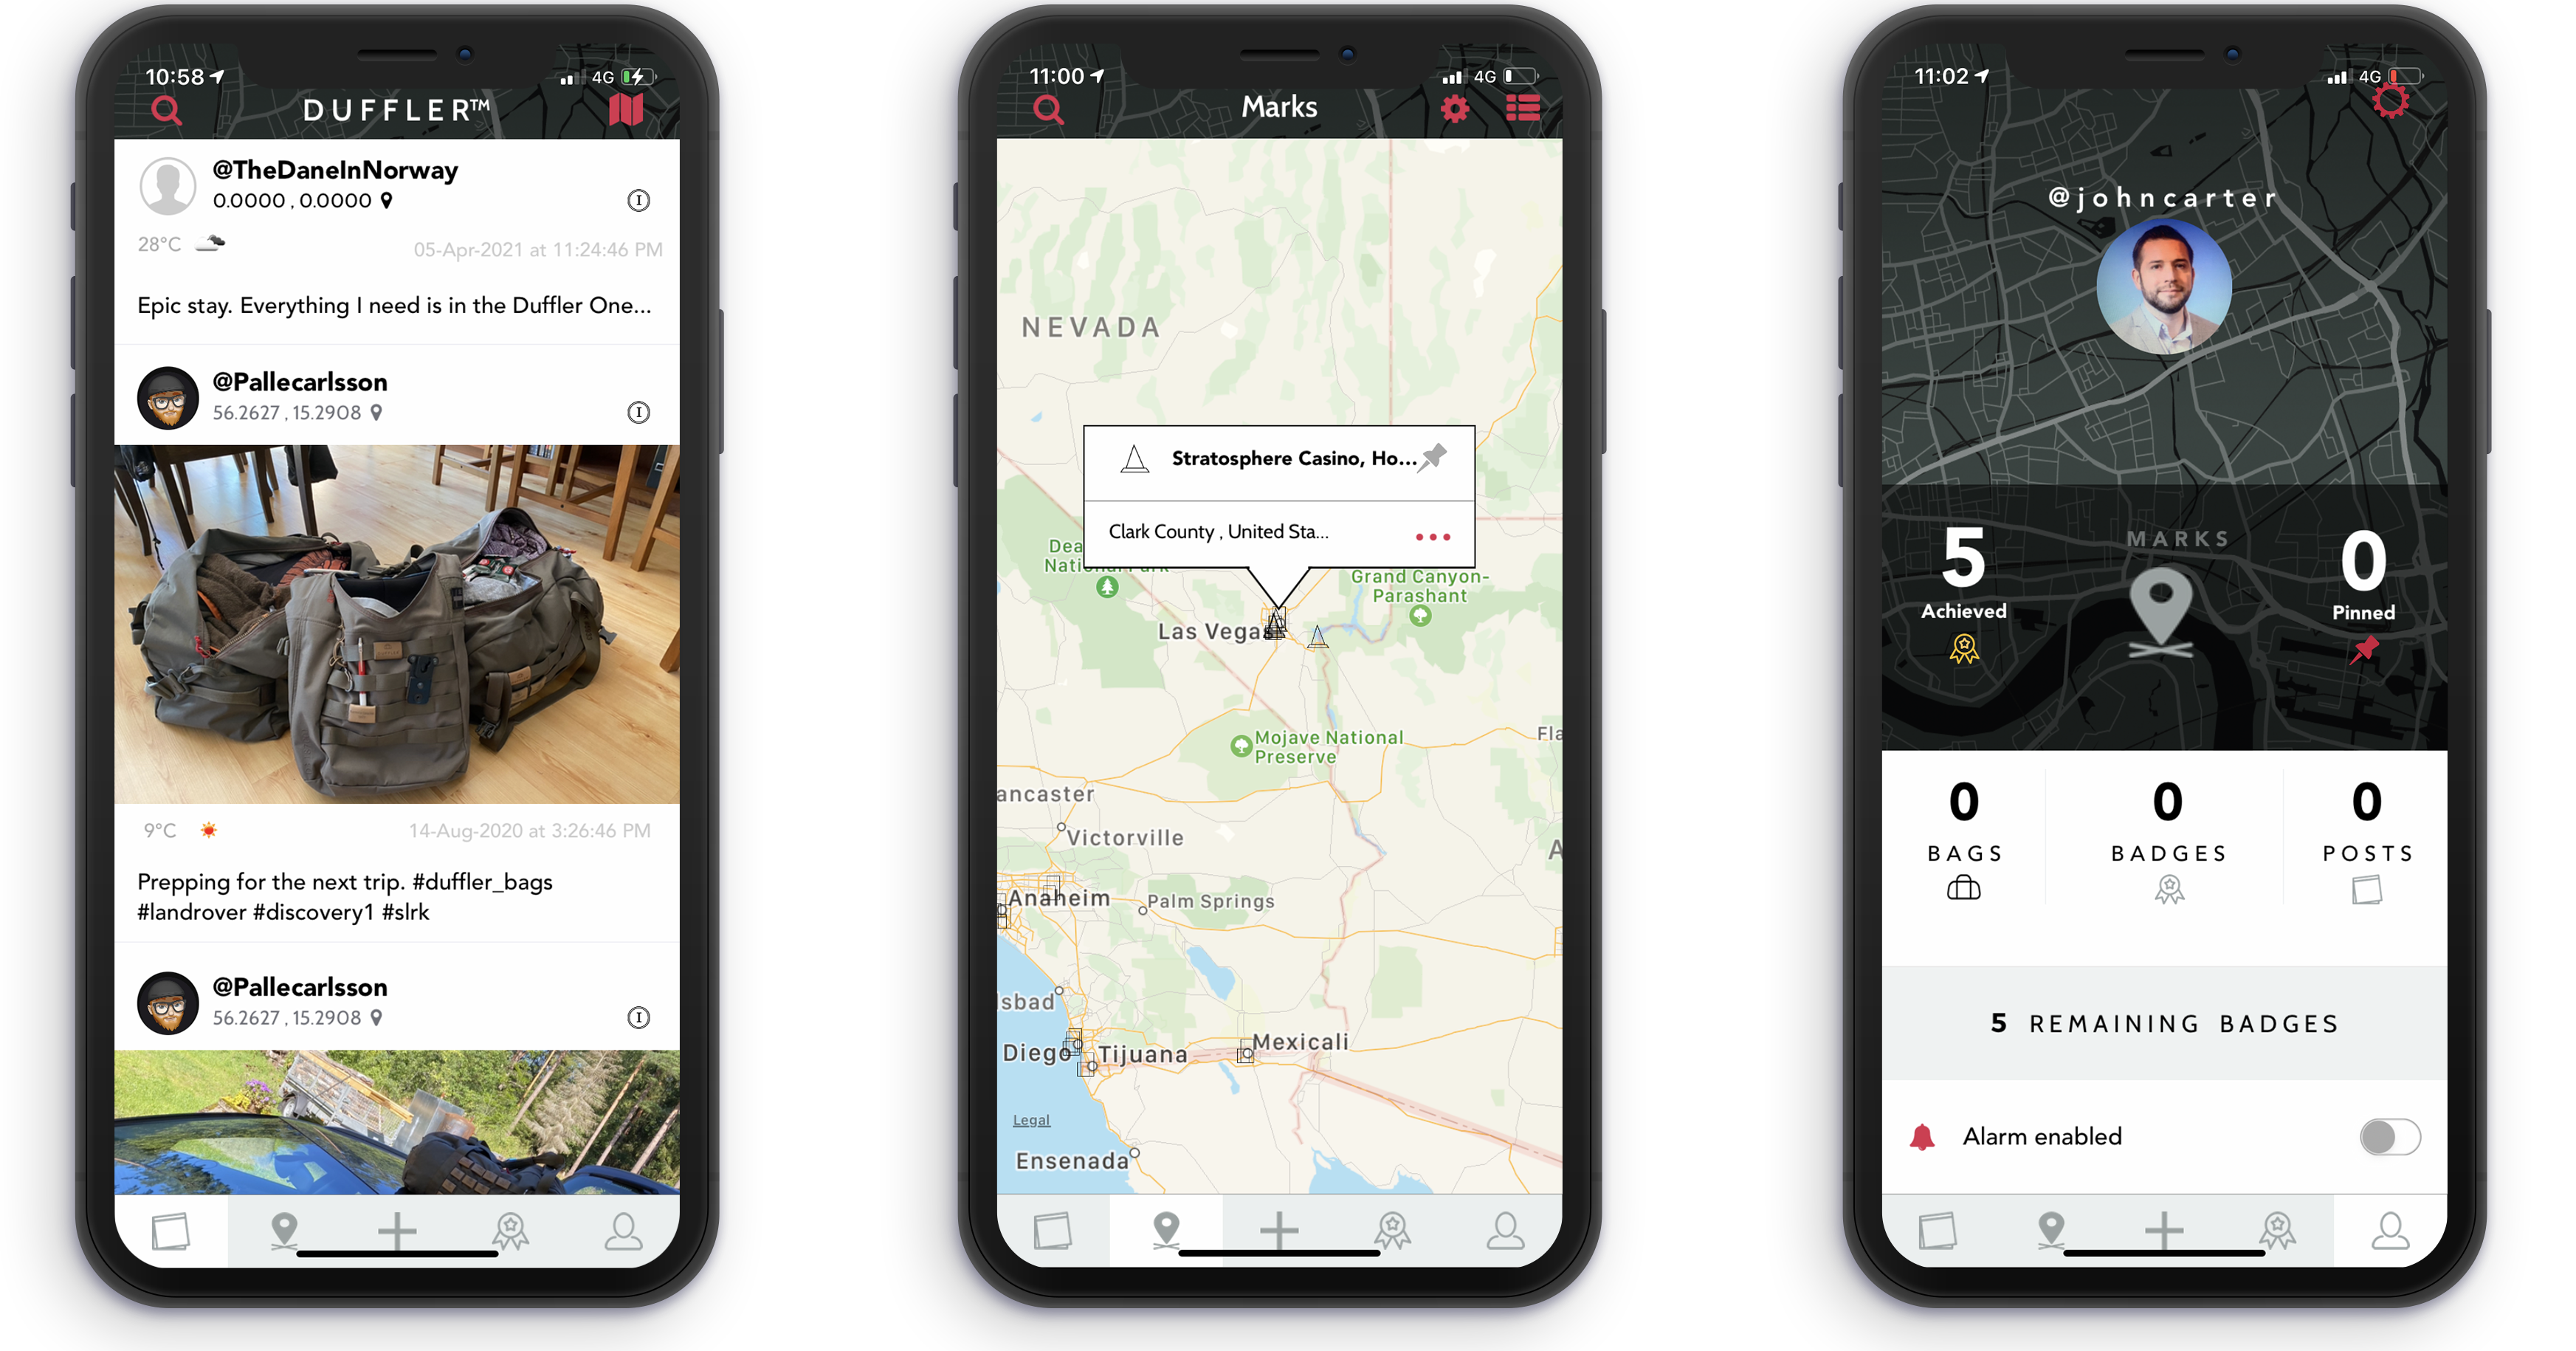 10:58
4G
DUFFLER™
@TheDaneInNorway
0.0000 , 0.0000
28°C
05-Apr-2021 at 11:24:46 PM
Epic stay. Everything I need is in the Duffler One...
@Pallecarlsson
56.2627 , 15.2908
9°C
14-Aug-2020 at 3:26:46 PM
Prepping for the next trip. #duffler_bags
#landrover #discovery1 #slrk
@Pallecarlsson
56.2627 , 15.2908
11:00
4G
Marks
NEVADA
Stratosphere Casino, Ho...
Clark County , United Sta...
Dea
National Park
Grand Canyon-
Parashant
Las Vegas
Mojave National
Preserve
Fla
ancaster
Victorville
A
Anaheim
Palm Springs
lsbad
Diego
Tijuana
Mexicali
Legal
Ensenada
11:02
4G
@johncarter
5
Achieved
MARKS
0
Pinned
0
BAGS
0
BADGES
0
POSTS
5 REMAINING BADGES
Alarm enabled